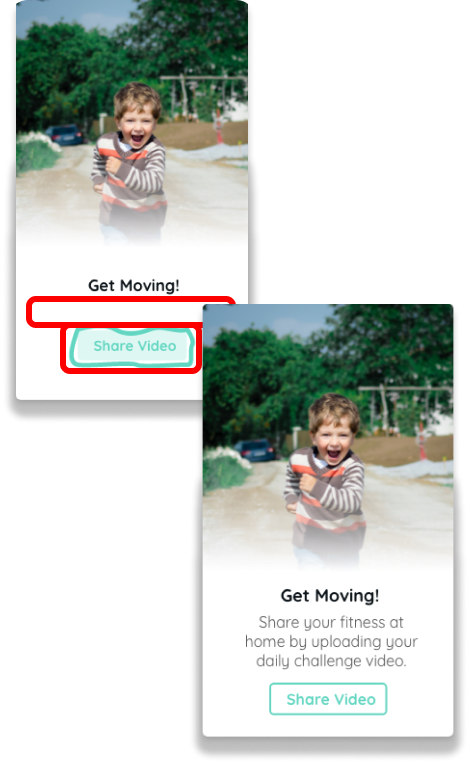 Get Moving!
Share Video
Get Moving!
Share your fitness at
home by uploading your
daily challenge video.
Share Video